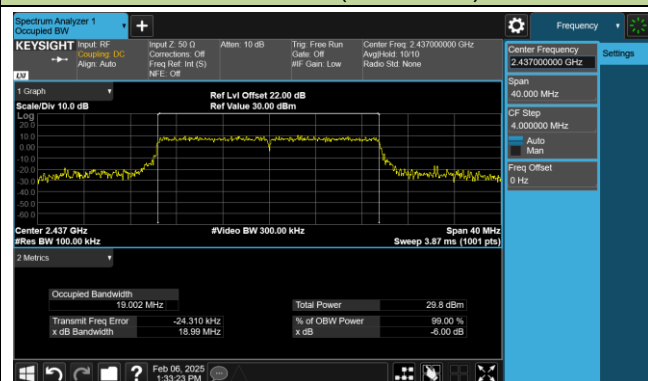 Spectrum Analyzer 1
Occupied BW
Frequency
KEYSIGHT
Input: RF
Coupling: DC
Align: Auto
Input Z: 50 Ω
Corrections: Off
Freq Ref: Int (S)
NFE: Off
Atten: 10 dB
Trig: Free Run
Gate: Off
#IF Gain: Low
Center Freq: 2.437000000 GHz
Avg|Hold: 10/10
Radio Std: None
LXI
Center Frequency
2.437000000 GHz
Settings
Span
40.000 MHz
CF Step
4.000000 MHz
Auto
Man
Freq Offset
0 Hz
1 Graph
Scale/Div 10.0 dB
Ref Lvl Offset 22.00 dB
Ref Value 30.00 dBm
Log
20.0
10.0
0.00
-10.0
-20.0
-30.0
-40.0
-50.0
-60.0
Center 2.437 GHz
#Video BW 300.00 kHz
Span 40 MHz
#Res BW 100.00 kHz
Sweep 3.87 ms (1001 pts)
2 Metrics
Occupied Bandwidth
19.002 MHz
Total Power 29.8 dBm
Transmit Freq Error -24.310 kHz
% of OBW Power 99.00 %
x dB Bandwidth 18.99 MHz
x dB -6.00 dB
?
Feb 06, 2025
1:33:23 PM